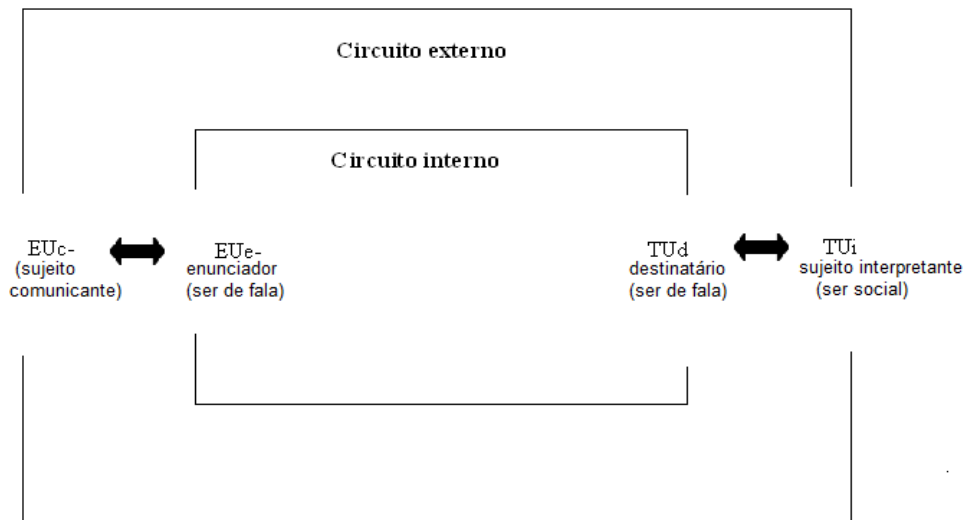 Circuito externo
Circuito interno
EUc-
(sujeito
comunicante)
EUe-
enunciador
(ser de fala)
TUd
destinatário
(ser de fala)
TUi
sujeito interpretante
(ser social)
.